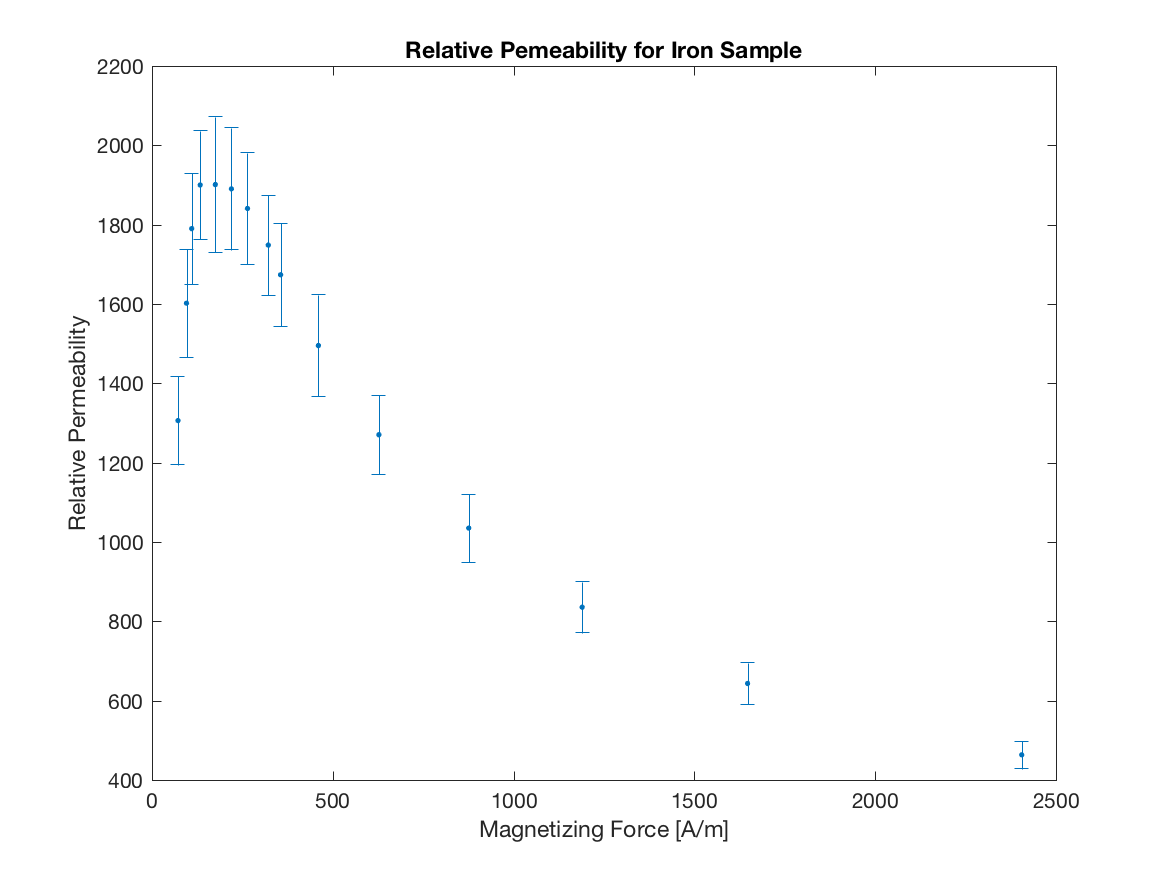 Relative Pemeability for Iron Sample
2200
2000
1800
1600
1400
1200
1000
800
600
400
Relative Permeability
0 500 1000 1500 2000 2500
Magnetizing Force [A/m]